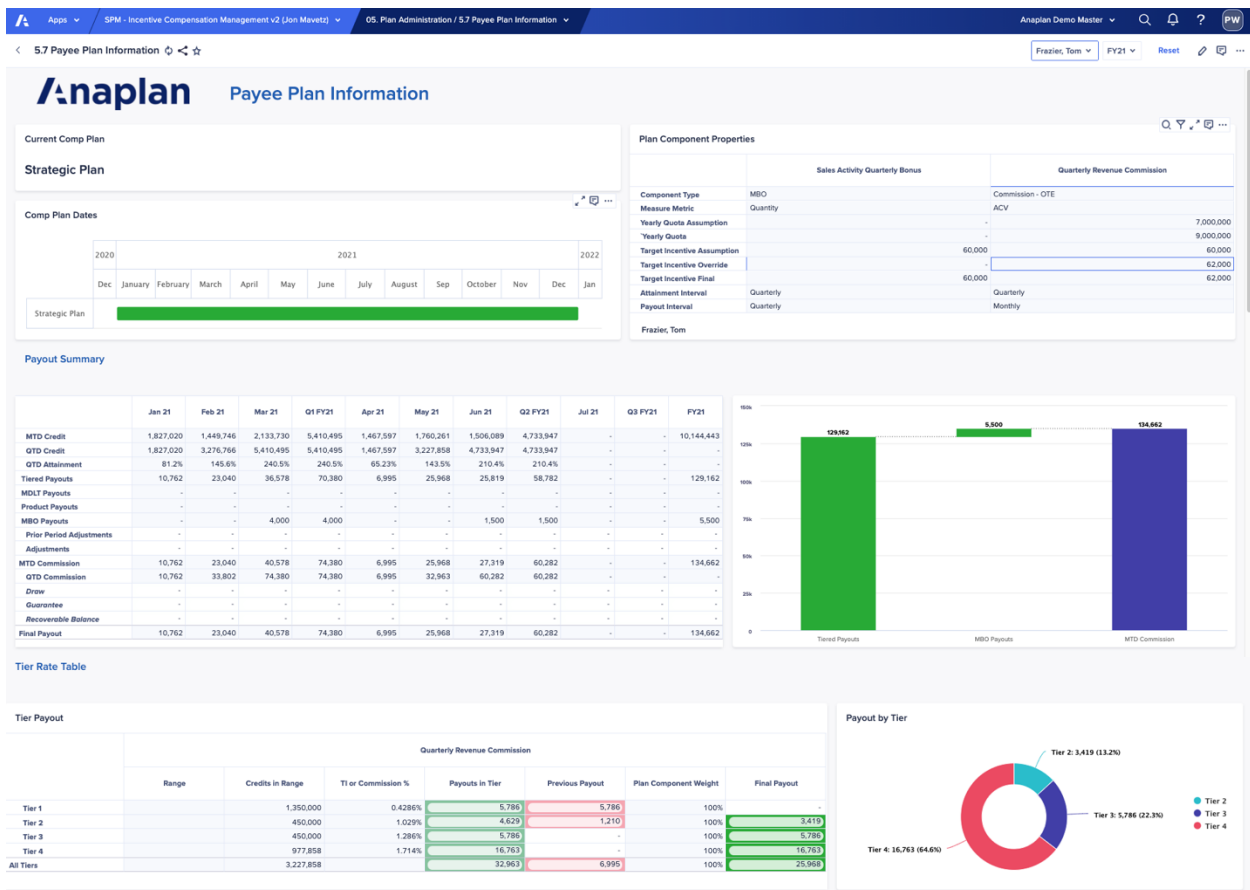 Apps
SPM - Incentive Compensation Management v2 (Jon Mavetz)
05. Plan Administration / 5.7 Payee Plan Information
Anaplan Demo Master
?
PW
5.7 Payee Plan Information
Frazier, Tom
FY21
Reset
Anaplan
Payee Plan Information
Current Comp Plan
Strategic Plan
Comp Plan Dates
2020 2021 2022
Dec January February March April May June July August Sep October Nov Dec Jan
Strategic Plan
Plan Component Properties
Sales Activity Quarterly Bonus Quarterly Revenue Commission
Component Type MBO Commission - OTE
Measure Metric Quantity ACV
Yearly Quota Assumption - 7,000,000
`Yearly Quota - 9,000,000
Target Incentive Assumption 60,000 60,000
Target Incentive Override - 62,000
Target Incentive Final 60,000 62,000
Attainment Interval Quarterly Quarterly
Payout Interval Quarterly Monthly
Frazier, Tom
Payout Summary
Jan 21 Feb 21 Mar 21 Q1 FY21 Apr 21 May 21 Jun 21 Q2 FY21 Jul 21 Q3 FY21 FY21
MTD Credit 1,827,020 1,449,746 2,133,730 5,410,495 1,467,597 1,760,261 1,506,089 4,733,947 - - 10,144,443
QTD Credit 1,827,020 3,276,766 5,410,495 5,410,495 1,467,597 3,227,858 4,733,947 4,733,947 - - -
QTD Attainment 81.2% 145.6% 240.5% 240.5% 65.23% 143.5% 210.4% 210.4% - - -
Tiered Payouts 10,762 23,040 36,578 70,380 6,995 25,968 25,819 58,782 - - 129,162
MDLT Payouts - - - - - - - - - - -
Product Payouts - - - - - - - - - - -
MBO Payouts - - 4,000 4,000 - - 1,500 1,500 - - 5,500
Prior Period Adjustments - - - - - - - - - - -
Adjustments - - - - - - - - - - -
MTD Commission 10,762 23,040 40,578 74,380 6,995 25,968 27,319 60,282 - - 134,662
QTD Commission 10,762 33,802 74,380 74,380 6,995 32,963 60,282 60,282 - - -
Draw - - - - - - - - - - -
Guarantee - - - - - - - - - - -
Recoverable Balance - - - - - - - - - - -
Final Payout 10,762 23,040 40,578 74,380 6,995 25,968 27,319 60,282 - - 134,662
150k
125k
100k
75k
50k
25k
0
129,162
5,500
134,662
Tiered Payouts MBO Payouts MTD Commission
Tier Rate Table
Tier Payout
Quarterly Revenue Commission
Range Credits in Range TI or Commission % Payouts in Tier Previous Payout Plan Component Weight Final Payout
Tier 1 1,350,000 0.4286% 5,786 5,786 100% -
Tier 2 450,000 1.029% 4,629 1,210 100% 3,419
Tier 3 450,000 1.286% 5,786 - 100% 5,786
Tier 4 977,858 1.714% 16,763 - 100% 16,763
All Tiers 3,227,858 32,963 6,995 100% 25,968
Payout by Tier
Tier 2: 3,419 (13.2%)
Tier 3: 5,786 (22.3%)
Tier 4: 16,763 (64.6%)
Tier 2
Tier 3
Tier 4